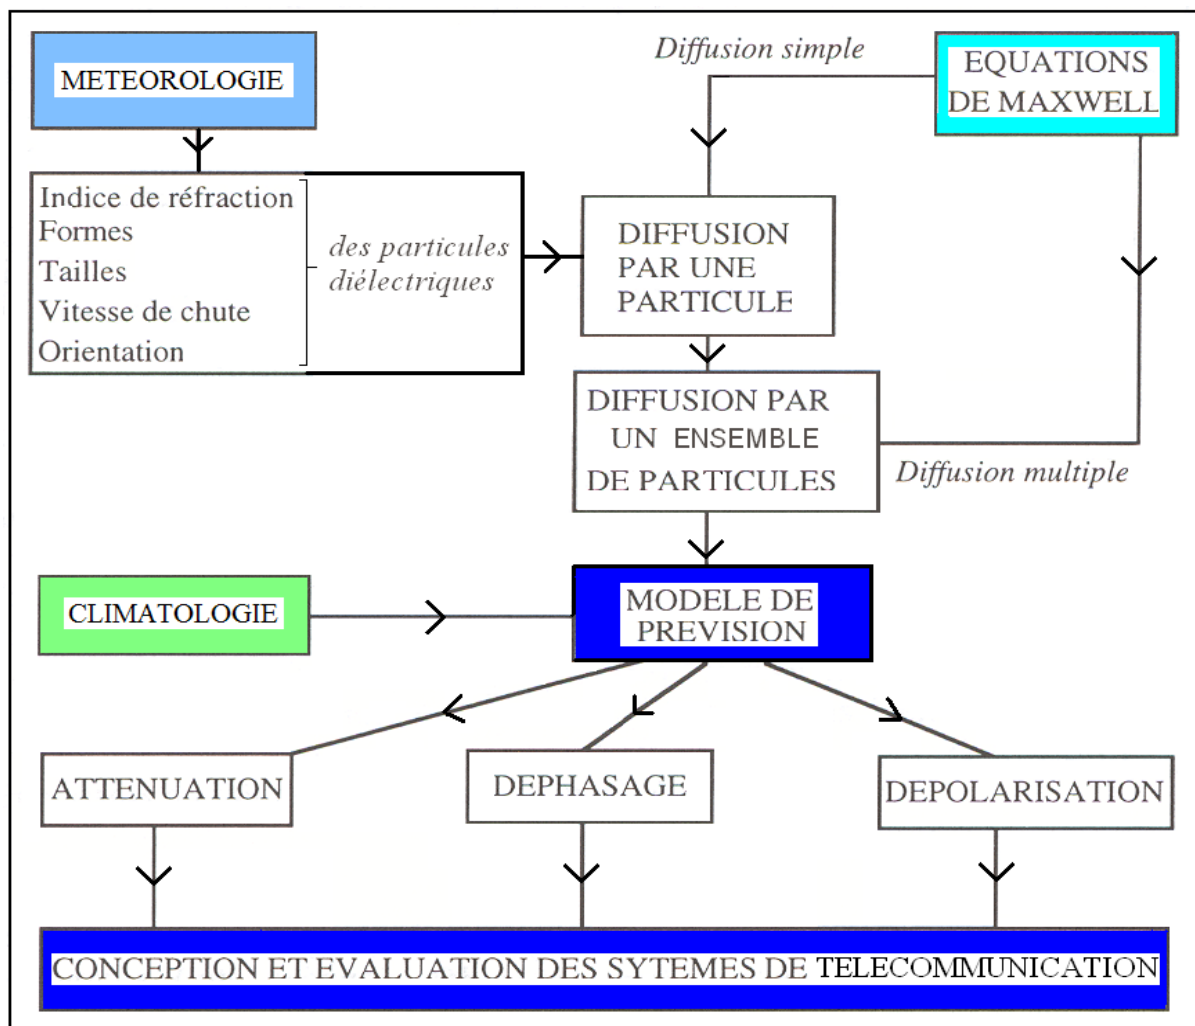 METEOROLOGIE
Diffusion simple
EQUATIONS
DE MAXWELL
Indice de réfraction
Formes
Tailles
Vitesse de chute
Orientation
des particules
diélectriques
DIFFUSION
PAR UNE
PARTICULE
DIFFUSION PAR
UN ENSEMBLE
DE PARTICULES
Diffusion multiple
CLIMATOLOGIE
MODELE DE
PREVISION
ATTENUATION
DEPHASAGE
DEPOLARISATION
CONCEPTION ET EVALUATION DES SYTEMES DE TELECOMMUNICATION